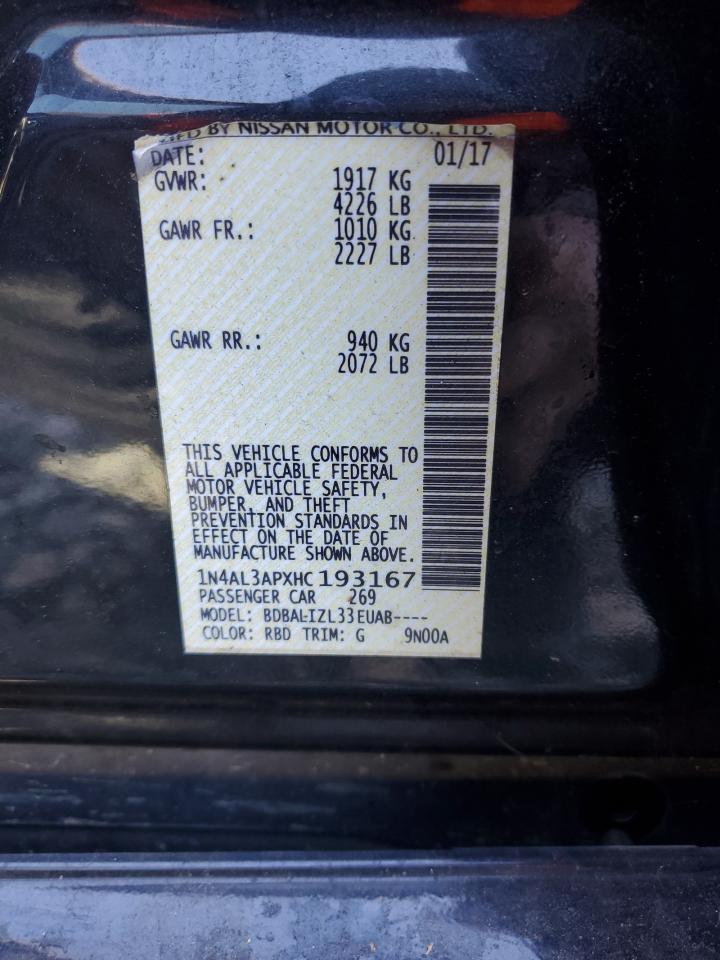 MFD BY NISSAN MOTOR CO., LTD.
DATE: 01/17
GVWR: 1917 KG
4226 LB
GAWR FR.: 1010 KG
2227 LB
GAWR RR.: 940 KG
2072 LB
THIS VEHICLE CONFORMS TO
ALL APPLICABLE FEDERAL
MOTOR VEHICLE SAFETY,
BUMPER, AND THEFT
PREVENTION STANDARDS IN
EFFECT ON THE DATE OF
MANUFACTURE SHOWN ABOVE.
1N4AL3APXHC193167
PASSENGER CAR 269
MODEL: BDBALIZL33EUAB----
COLOR: RBD TRIM: G 9N00A